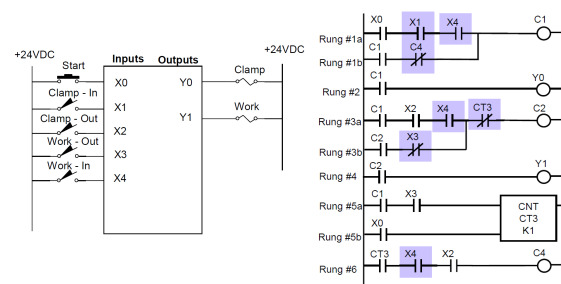 +24VDC
Inputs Outputs
+24VDC
Start
X0
Y0
Clamp
Clamp - In
X1
Y1
Work
Clamp - Out
X2
Work - Out
X3
Work - In
X4
X0 X1 X4 C1
Rung #1a
C1 C4
Rung #1b
C1 Y0
Rung #2
C1 X2 X4 CT3 C2
Rung #3a
C2 X3
Rung #3b
C2 Y1
Rung #4
C1 X3
Rung #5a
CNT
CT3
K1
X0
Rung #5b
CT3 X4 X2 C4
Rung #6